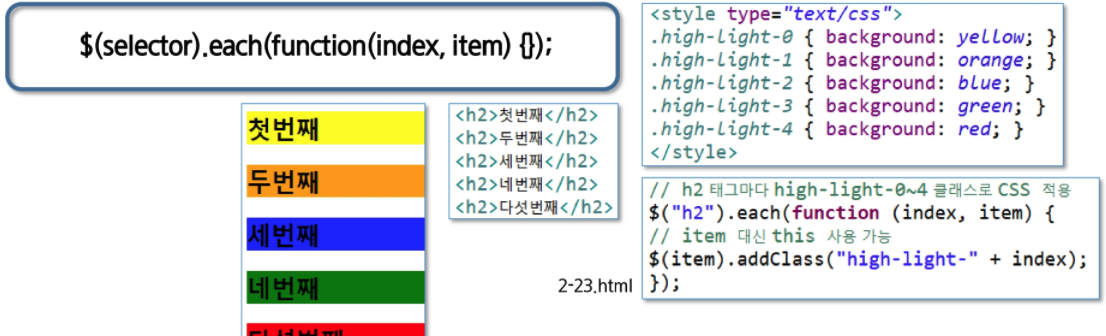 $(selector).each(function(index, item) {});
첫번째
두번째
세번째
네번째
다섯번째
<h2>첫번째</h2>
<h2>두번째</h2>
<h2>세번째</h2>
<h2>네번째</h2>
<h2>다섯번째</h2>
<style type="text/css">
.high-light-0 { background: yellow; }
.high-light-1 { background: orange; }
.high-light-2 { background: blue; }
.high-light-3 { background: green; }
.high-light-4 { background: red; }
</style>
// h2 태그마다 high-light-0~4 클래스로 CSS 적용
$("h2").each(function (index, item) {
// item 대신 this 사용 가능
$(item).addClass("high-light-" + index);
});
2-23.html